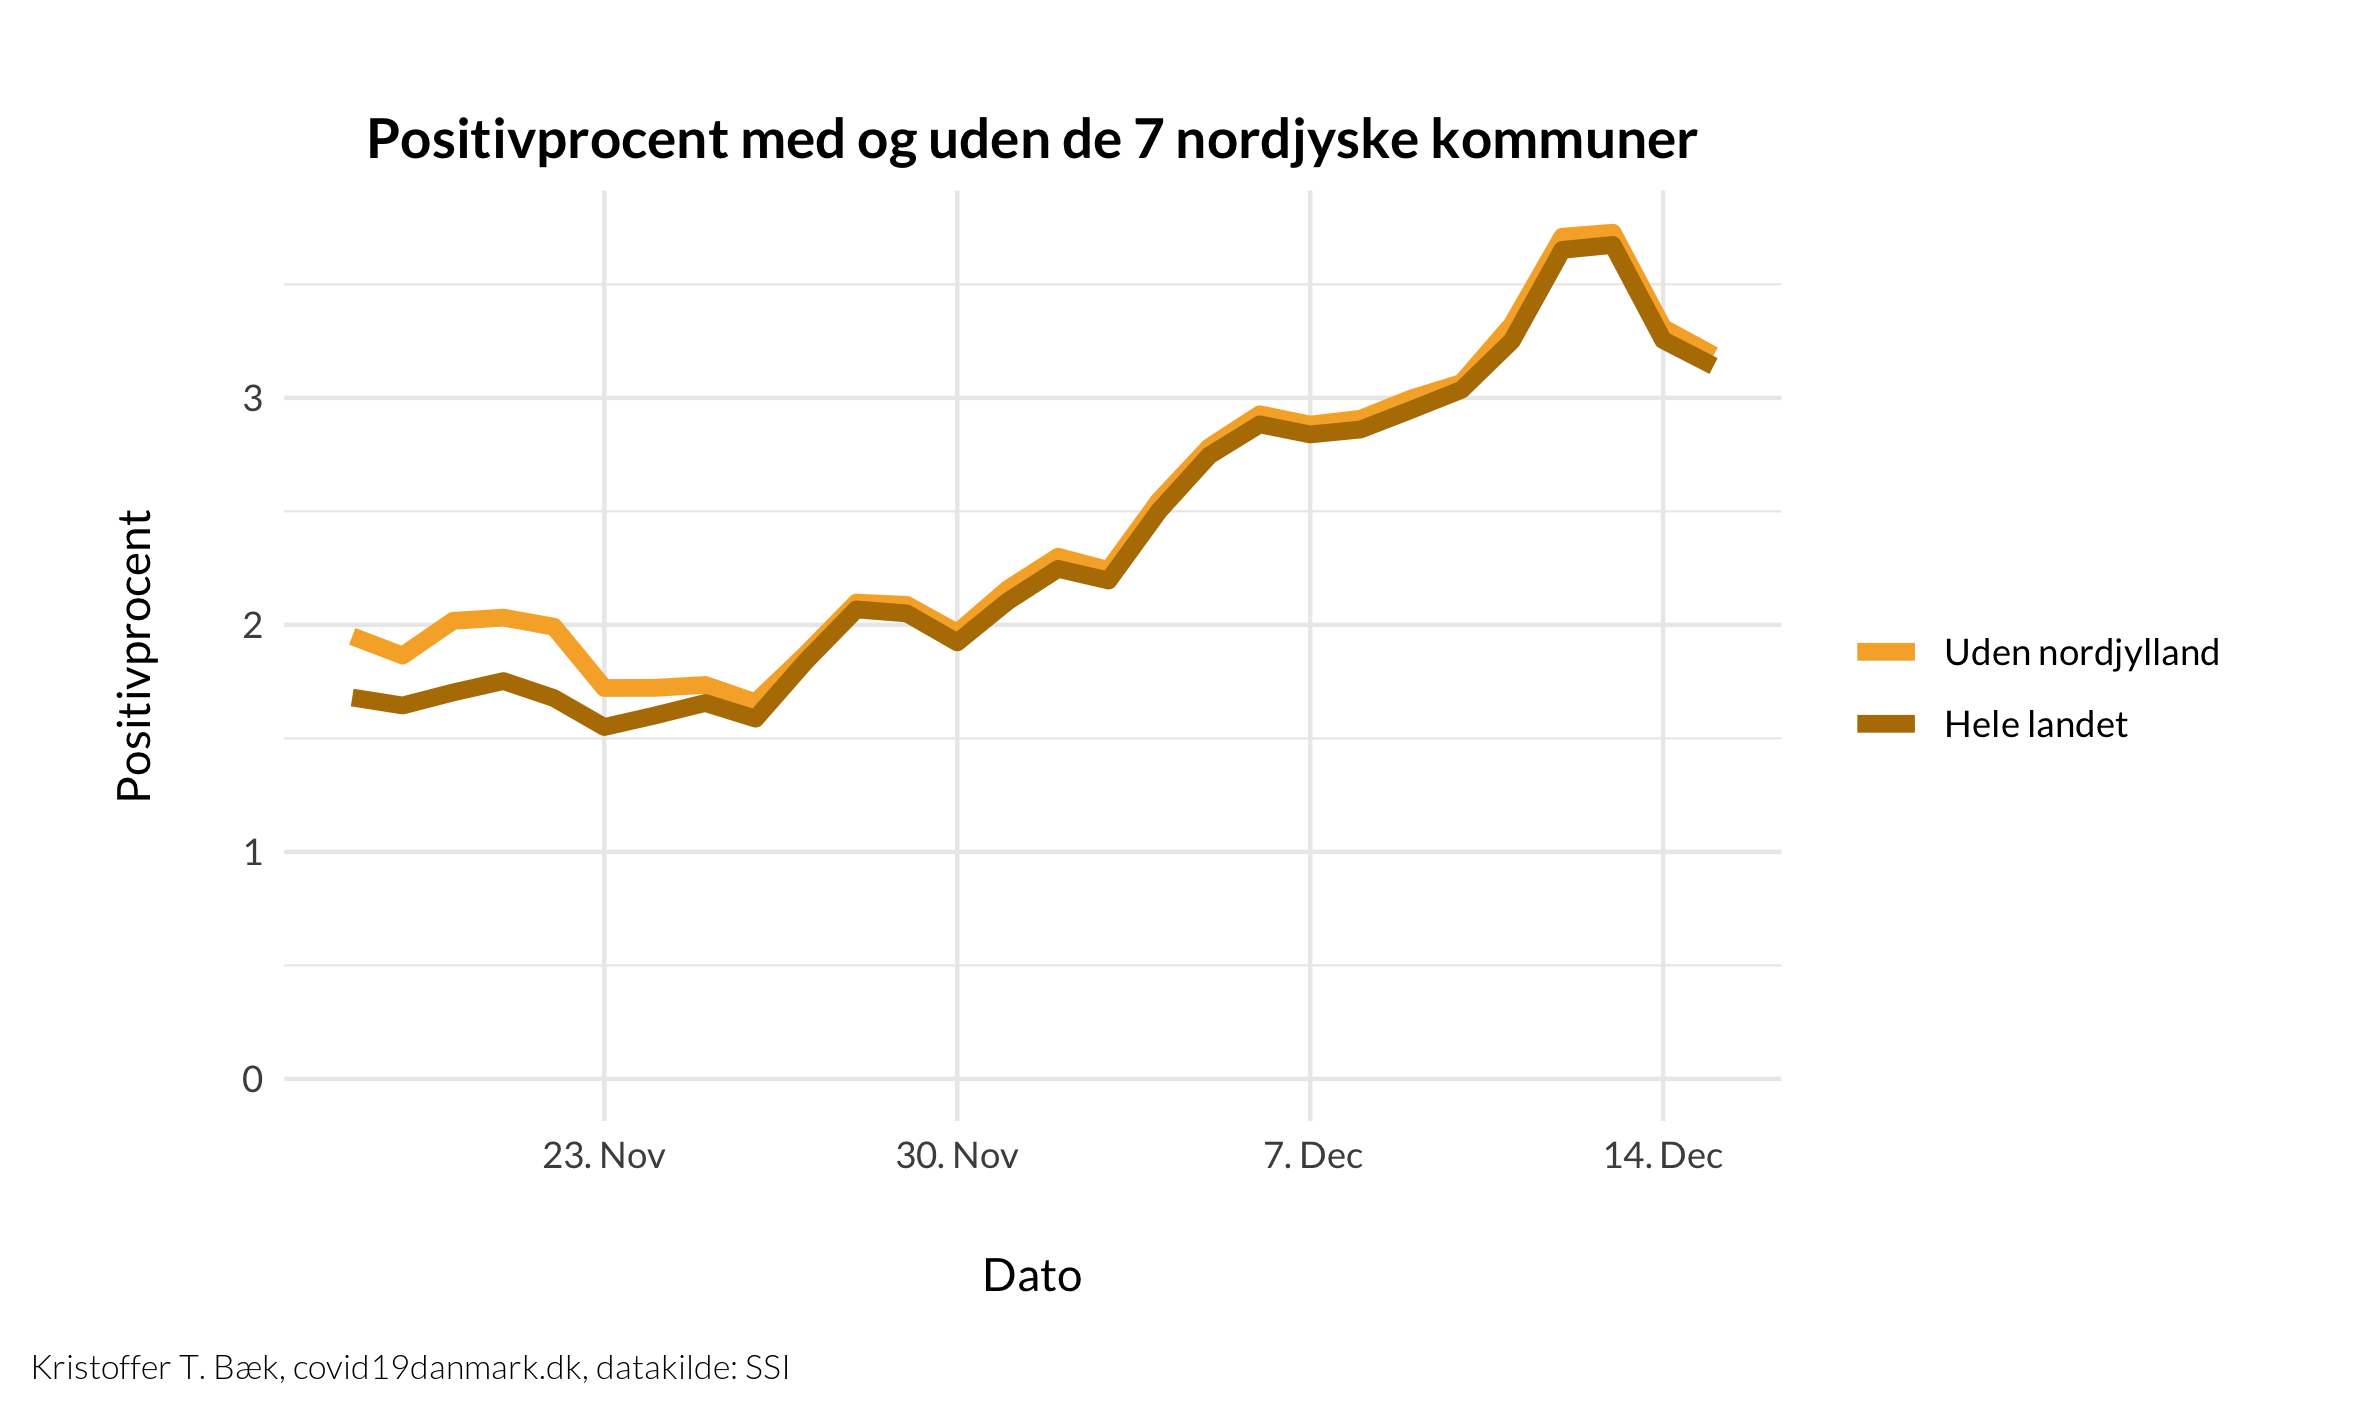 Positivprocent med og uden de 7 nordjyske kommuner
Positivprocent
3
2
1
0
23. Nov
30. Nov
7. Dec
14. Dec
Dato
Uden nordjylland
Hele landet
Kristoffer T. Bæk, covid19danmark.dk, datakilde: SSI